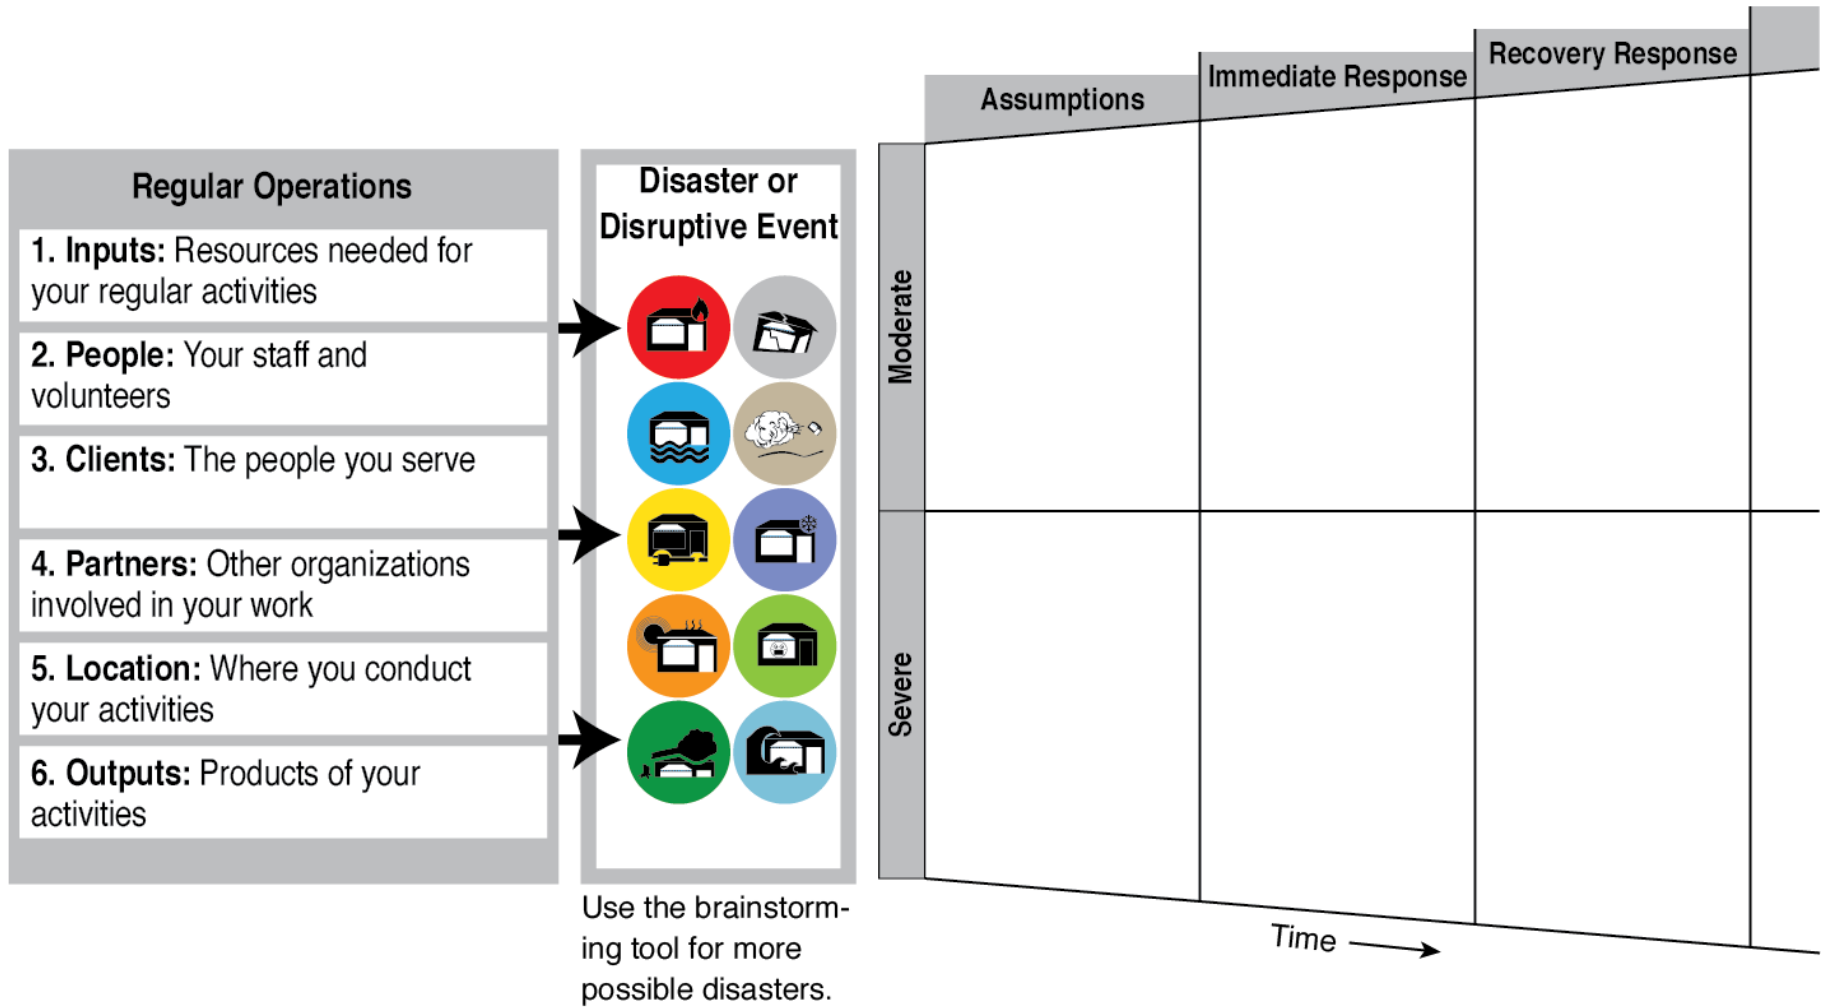 Regular Operations
1. Inputs: Resources needed for
your regular activities
2. People: Your staff and
volunteers
3. Clients: The people you serve
4. Partners: Other organizations
involved in your work
5. Location: Where you conduct
your activities
6. Outputs: Products of your
activities
Disaster or
Disruptive Event
Use the brainstorm-
ing tool for more
possible disasters.
Assumptions
Immediate Response
Recovery Response
Moderate
Severe
Time